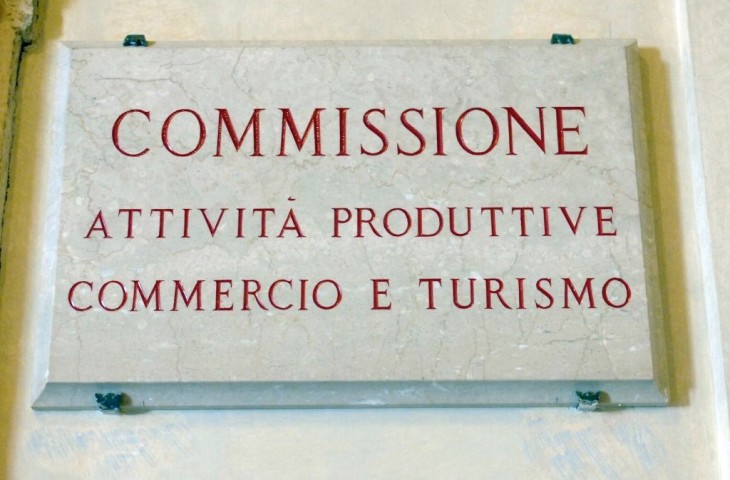 COMMISSIONE
ATTIVITÀ PRODUTTIVE
COMMERCIO E TURISMO